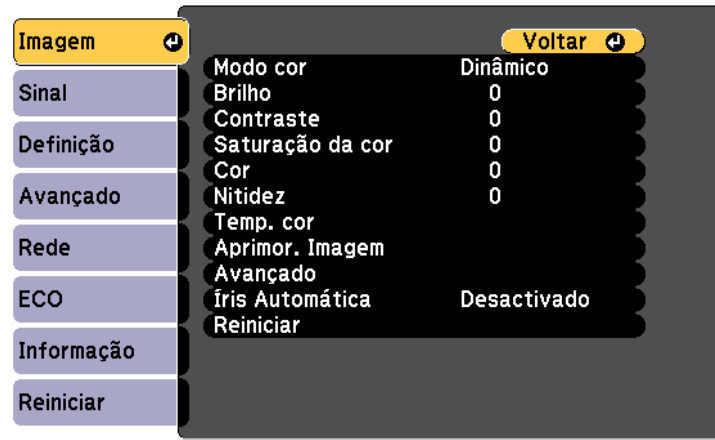 Imagem
Sinal
Definição
Avançado
Rede
ECO
Informação
Reiniciar
Voltar
Modo cor Dinâmico
Brilho 0
Contraste 0
Saturação da cor 0
Cor 0
Nitidez 0
Temp. cor
Aprimor. Imagem
Avançado
Íris Automática Desactivado
Reiniciar